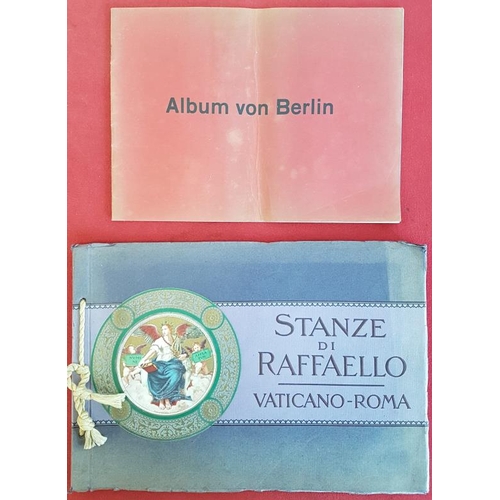 Album von Berlin
STANZE
DI
RAFFAELLO
VATICANO-ROMA